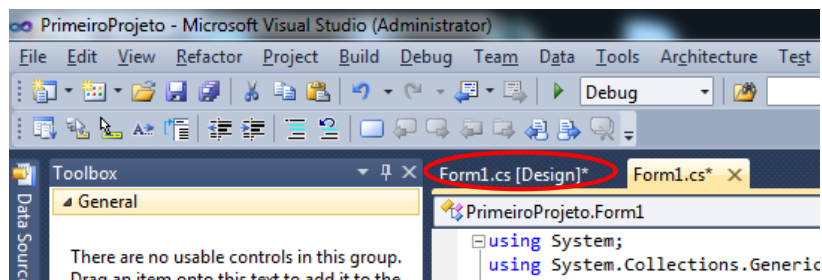 PrimeiroProjeto - Microsoft Visual Studio (Administrator)
File Edit View Refactor Project Build Debug Team Data Tools Architecture Test
Debug
Toolbox
Form1.cs [Design]* Form1.cs*
General
PrimeiroProjeto.Form1
Data Sourc
using System;
There are no usable controls in this group.
using System.Collections.Generic
Drag an item onto this text to add it to the